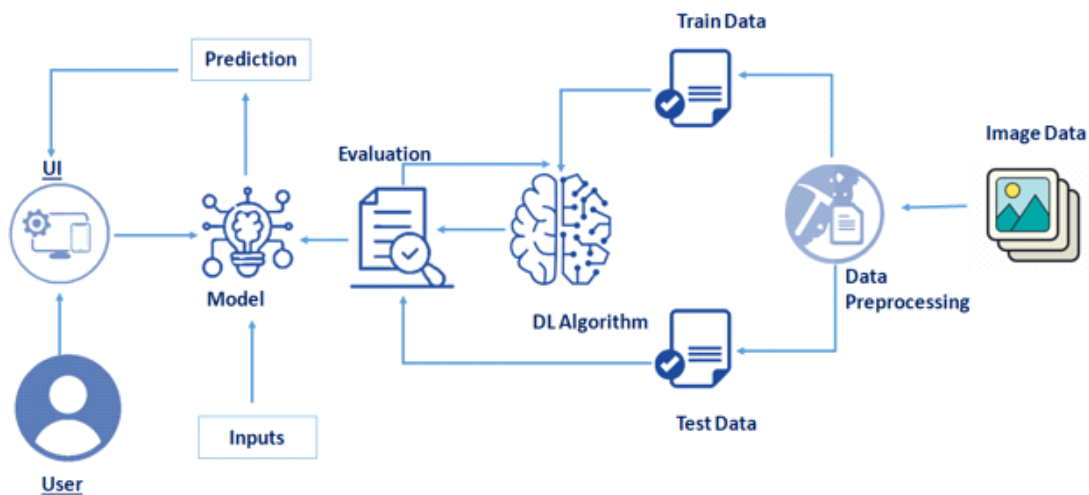 Train Data
Prediction
Image Data
Evaluation
UI
Data
Preprocessing
Model
DL Algorithm
Test Data
Inputs
User